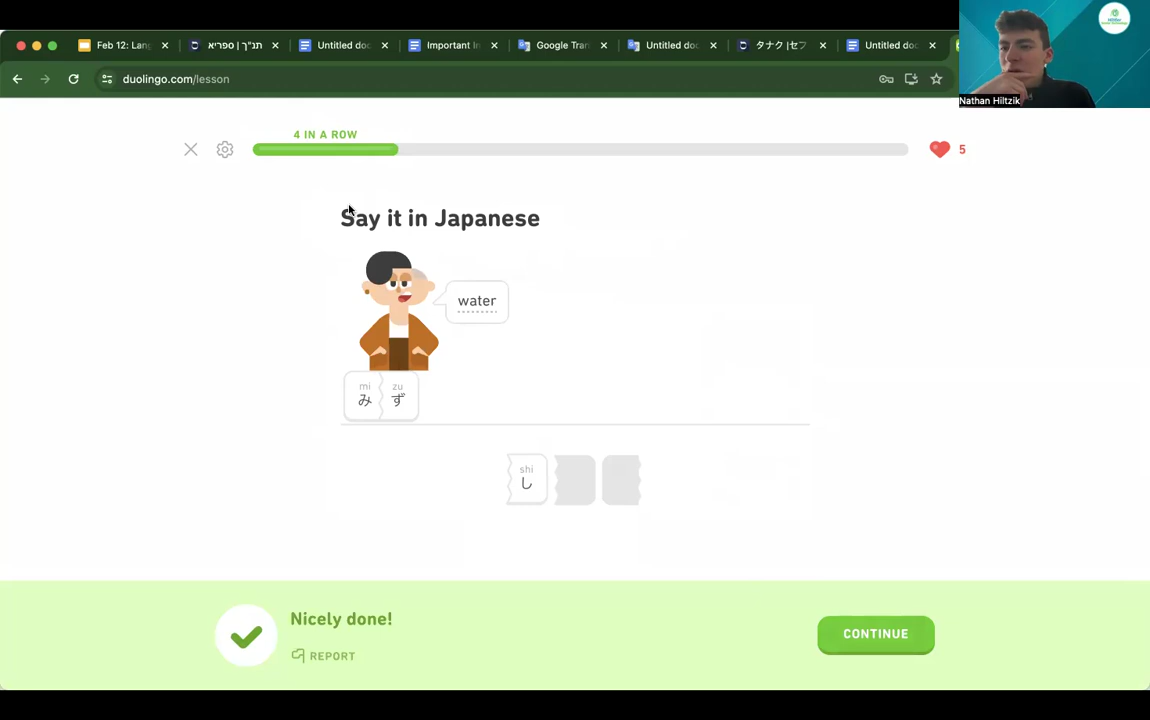 Feb 12: Lang
תנ"ך | ספריא
Untitled doc
Important In
Google Tran
Untitled doc
タナク |セフ
Untitled doc
duolingo.com/lesson
Nathan Hiltzik
4 IN A ROW
5
Say it in Japanese
water
mi zu
み ず
shi
し
Nicely done!
REPORT
CONTINUE